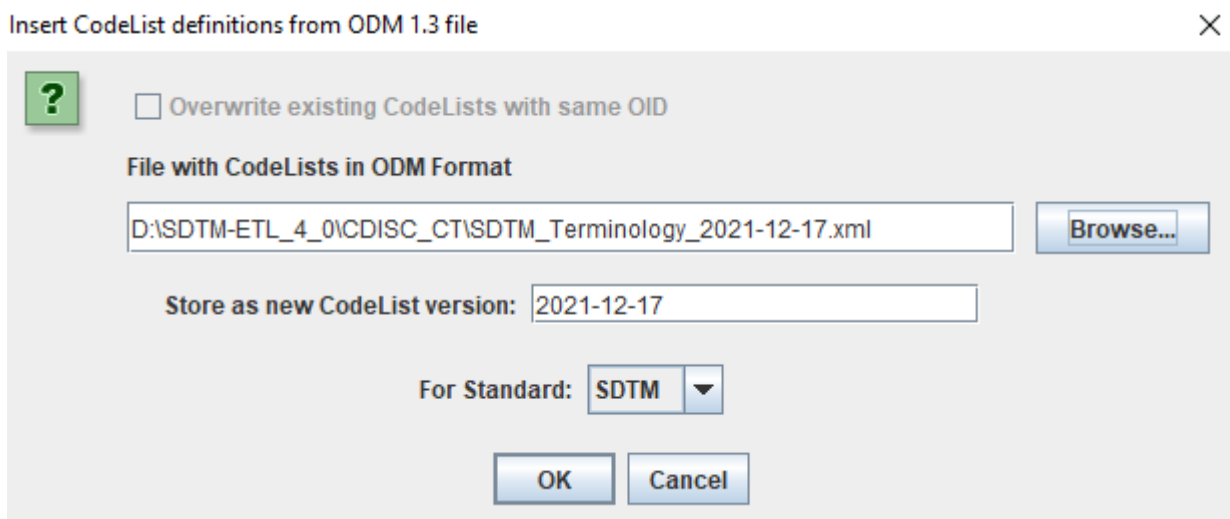 Insert CodeList definitions from ODM 1.3 file
?
Overwrite existing CodeLists with same OID
File with CodeLists in ODM Format
D:\SDTM-ETL_4_0\CDISC_CT\SDTM_Terminology_2021-12-17.xml Browse...
Store as new CodeList version: 2021-12-17
For Standard: SDTM
OK Cancel